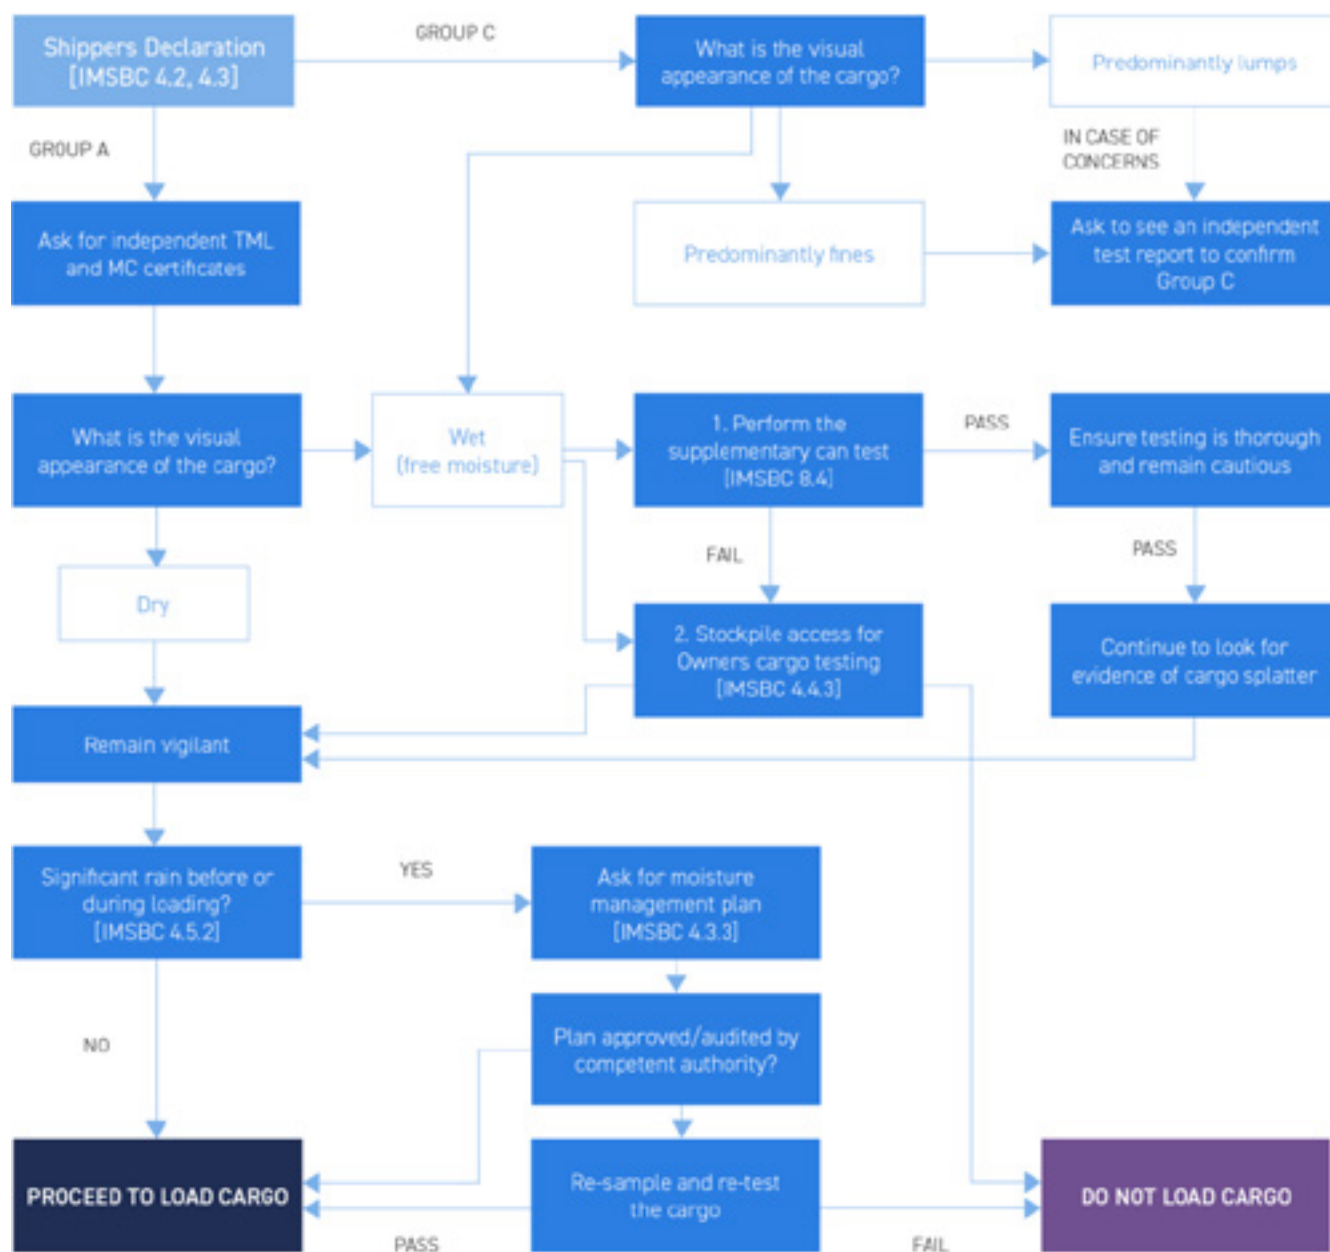 Shippers Declaration
[IMSBC 4.2, 4.3]
GROUP C
What is the visual
appearance of the cargo?
Predominantly lumps
GROUP A
IN CASE OF
CONCERNS
Ask for independent TML
and MC certificates
Predominantly fines
Ask to see an independent
test report to confirm
Group C
What is the visual
appearance of the cargo?
Wet
(free moisture)
1. Perform the
supplementary can test
[IMSBC 8.4]
PASS
Ensure testing is thorough
and remain cautious
FAIL
PASS
Dry
2. Stockpile access for
Owners cargo testing
[IMSBC 4.4.3]
Continue to look for
evidence of cargo splatter
Remain vigilant
Significant rain before or
during loading?
[IMSBC 4.5.2]
YES
Ask for moisture
management plan
[IMSBC 4.3.3]
NO
Plan approved/audited by
competent authority?
PROCEED TO LOAD CARGO
Re-sample and re-test
the cargo
DO NOT LOAD CARGO
PASS
FAIL